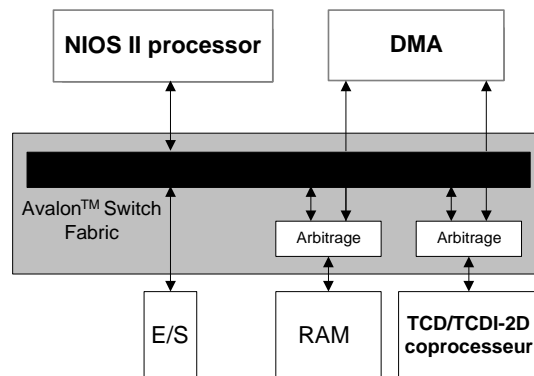 NIOS II processor
DMA
Avalon™ Switch
Fabric
Arbitrage
Arbitrage
E/S
RAM
TCD/TCDI-2D
coprocesseur